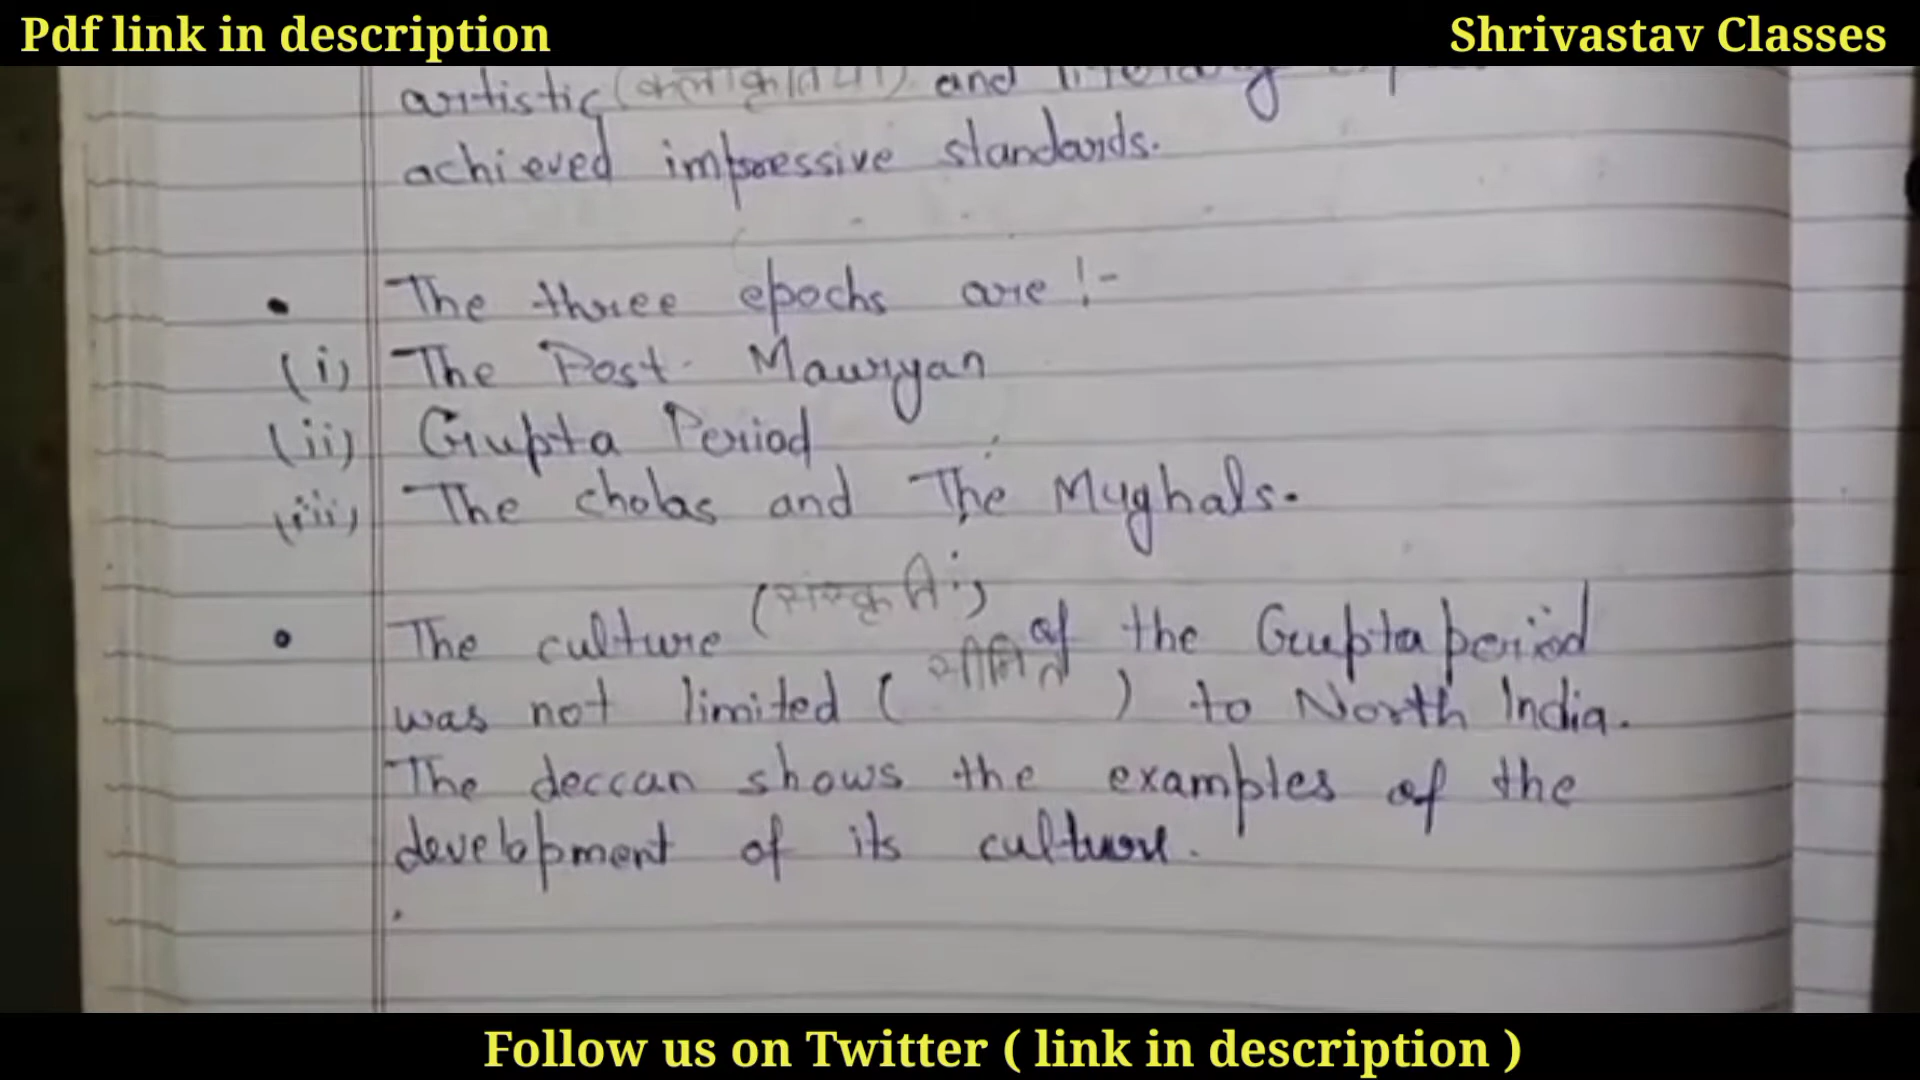 Pdf link in description
Shrivastav Classes
artistic (कलाकृतियों) and literary
achieved impressive standards.
• The three epochs are :-
(i) The Post- Mauryan
(ii) Gupta Period
(iii) The cholas and The Mughals.
• The culture (संस्कृति) of the Gupta period
was not limited (सीमित) to North India.
The deccan shows the examples of the
development of its culture.
Follow us on Twitter ( link in description )